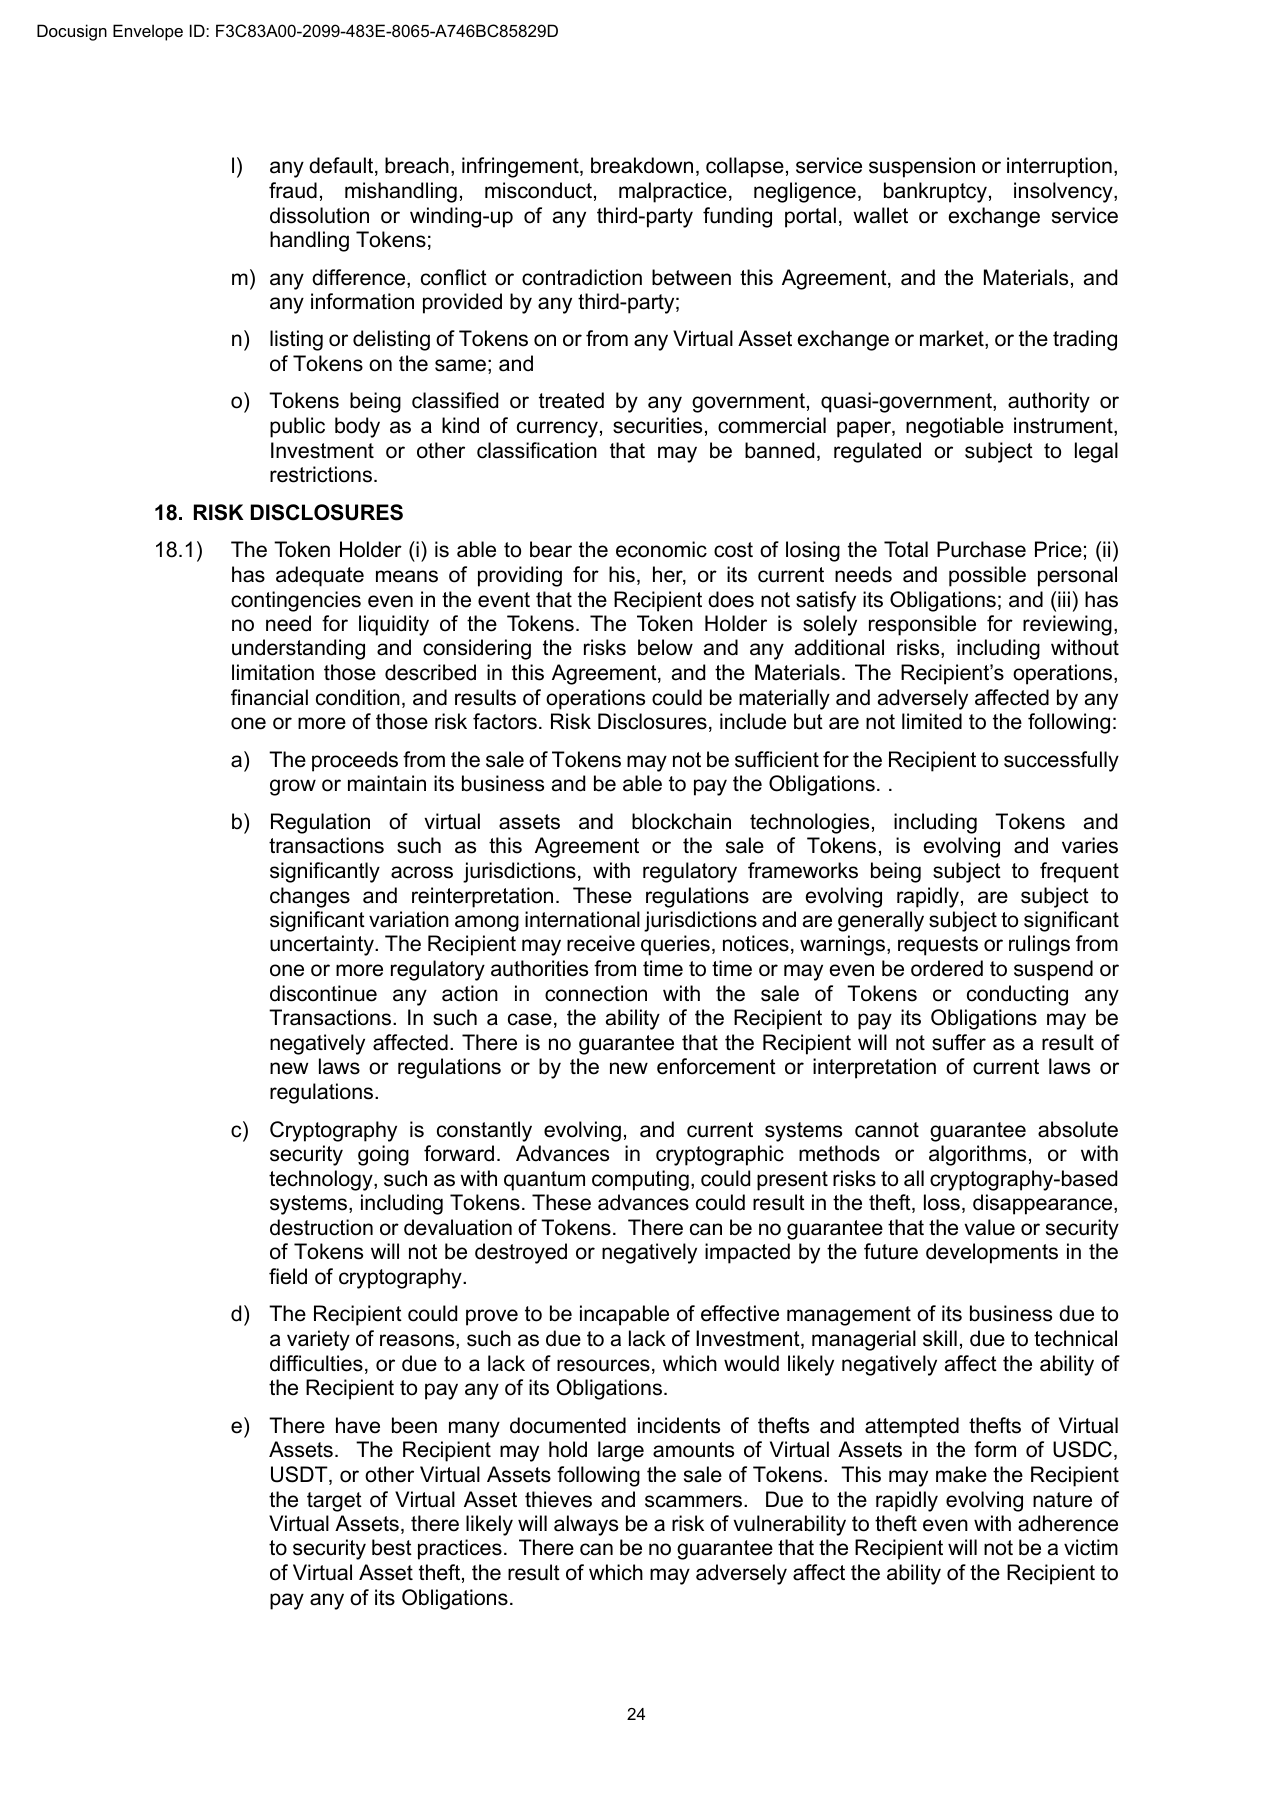 Docusign Envelope ID: F3C83A00-2099-483E-8065-A746BC85829D
l) any default, breach, infringement, breakdown, collapse, service suspension or interruption,
fraud, mishandling, misconduct, malpractice, negligence, bankruptcy, insolvency,
dissolution or winding-up of any third-party funding portal, wallet or exchange service
handling Tokens;
m) any difference, conflict or contradiction between this Agreement, and the Materials, and
any information provided by any third-party;
n) listing or delisting of Tokens on or from any Virtual Asset exchange or market, or the trading
of Tokens on the same; and
o) Tokens being classified or treated by any government, quasi-government, authority or
public body as a kind of currency, securities, commercial paper, negotiable instrument,
Investment or other classification that may be banned, regulated or subject to legal
restrictions.
18. RISK DISCLOSURES
18.1) The Token Holder (i) is able to bear the economic cost of losing the Total Purchase Price; (ii)
has adequate means of providing for his, her, or its current needs and possible personal
contingencies even in the event that the Recipient does not satisfy its Obligations; and (iii) has
no need for liquidity of the Tokens. The Token Holder is solely responsible for reviewing,
understanding and considering the risks below and any additional risks, including without
limitation those described in this Agreement, and the Materials. The Recipient’s operations,
financial condition, and results of operations could be materially and adversely affected by any
one or more of those risk factors. Risk Disclosures, include but are not limited to the following:
a) The proceeds from the sale of Tokens may not be sufficient for the Recipient to successfully
grow or maintain its business and be able to pay the Obligations. .
b) Regulation of virtual assets and blockchain technologies, including Tokens and
transactions such as this Agreement or the sale of Tokens, is evolving and varies
significantly across jurisdictions, with regulatory frameworks being subject to frequent
changes and reinterpretation. These regulations are evolving rapidly, are subject to
significant variation among international jurisdictions and are generally subject to significant
uncertainty. The Recipient may receive queries, notices, warnings, requests or rulings from
one or more regulatory authorities from time to time or may even be ordered to suspend or
discontinue any action in connection with the sale of Tokens or conducting any
Transactions. In such a case, the ability of the Recipient to pay its Obligations may be
negatively affected. There is no guarantee that the Recipient will not suffer as a result of
new laws or regulations or by the new enforcement or interpretation of current laws or
regulations.
c) Cryptography is constantly evolving, and current systems cannot guarantee absolute
security going forward. Advances in cryptographic methods or algorithms, or with
technology, such as with quantum computing, could present risks to all cryptography-based
systems, including Tokens. These advances could result in the theft, loss, disappearance,
destruction or devaluation of Tokens. There can be no guarantee that the value or security
of Tokens will not be destroyed or negatively impacted by the future developments in the
field of cryptography.
d) The Recipient could prove to be incapable of effective management of its business due to
a variety of reasons, such as due to a lack of Investment, managerial skill, due to technical
difficulties, or due to a lack of resources, which would likely negatively affect the ability of
the Recipient to pay any of its Obligations.
e) There have been many documented incidents of thefts and attempted thefts of Virtual
Assets. The Recipient may hold large amounts of Virtual Assets in the form of USDC,
USDT, or other Virtual Assets following the sale of Tokens. This may make the Recipient
the target of Virtual Asset thieves and scammers. Due to the rapidly evolving nature of
Virtual Assets, there likely will always be a risk of vulnerability to theft even with adherence
to security best practices. There can be no guarantee that the Recipient will not be a victim
of Virtual Asset theft, the result of which may adversely affect the ability of the Recipient to
pay any of its Obligations.
24